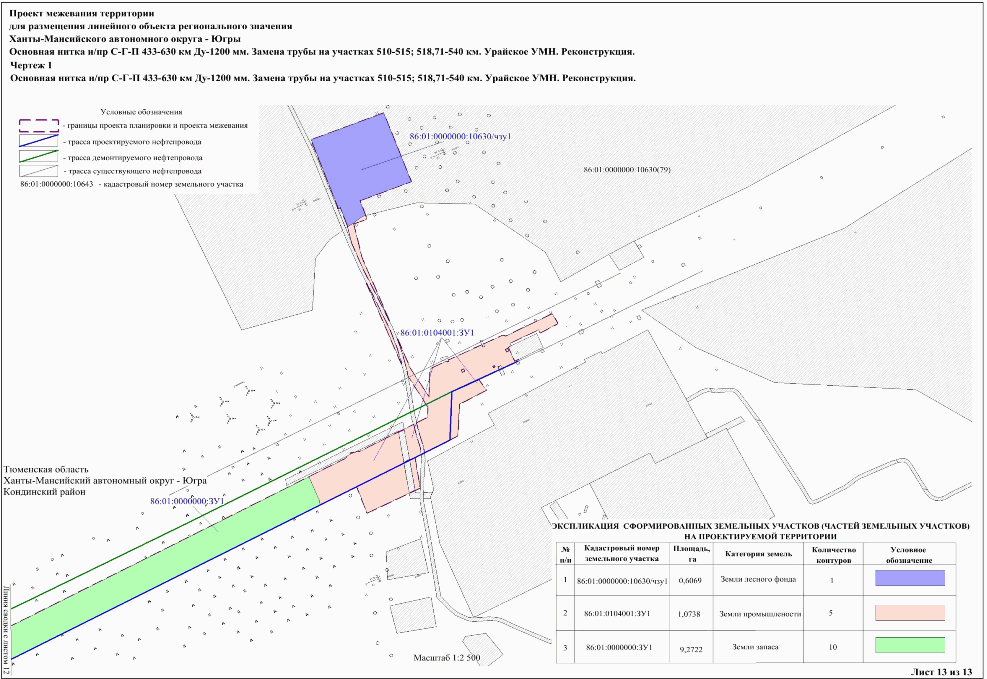 Проект межевания территории
для размещения линейного объекта регионального значения
Ханты-Мансийского автономного округа - Югры
Основная нитка н/пр С-Г-П 433-630 км Ду-1200 мм. Замена трубы на участках 510-515; 518,71-540 км. Урайское УМН. Реконструкция.
Чертеж 1
Основная нитка н/пр С-Г-П 433-630 км Ду-1200 мм. Замена трубы на участках 510-515; 518,71-540 км. Урайское УМН. Реконструкция.
Условные обозначения
- границы проекта планировки и проекта межевания
- трасса проектируемого нефтепровода
- трасса демонтируемого нефтепровода
- трасса существующего нефтепровода
86:01:0000000:10643 - кадастровый номер земельного участка
86:01:0000000:10630/чзу1
86:01:0000000:10630(79)
86:01:0104001:ЗУ1
Тюменская область
Ханты-Мансийский автономный округ - Югра
Кондинский район
86:01:0000000:ЗУ1
Линия сводки с листом 12
ЭКСПЛИКАЦИЯ СФОРМИРОВАННЫХ ЗЕМЕЛЬНЫХ УЧАСТКОВ (ЧАСТЕЙ ЗЕМЕЛЬНЫХ УЧАСТКОВ)
НА ПРОЕКТИРУЕМОЙ ТЕРРИТОРИИ
№ п/п Кадастровый номер земельного участка Площадь, га Категория земель Количество контуров Условное обозначение
1 86:01:0000000:10630/чзу1 0,6069 Земли лесного фонда 1
2 86:01:0104001:ЗУ1 1,0738 Земли промышлености 5
3 86:01:0000000:ЗУ1 9,2722 Земли запаса 10
Масштаб 1:2 500
Лист 13 из 13